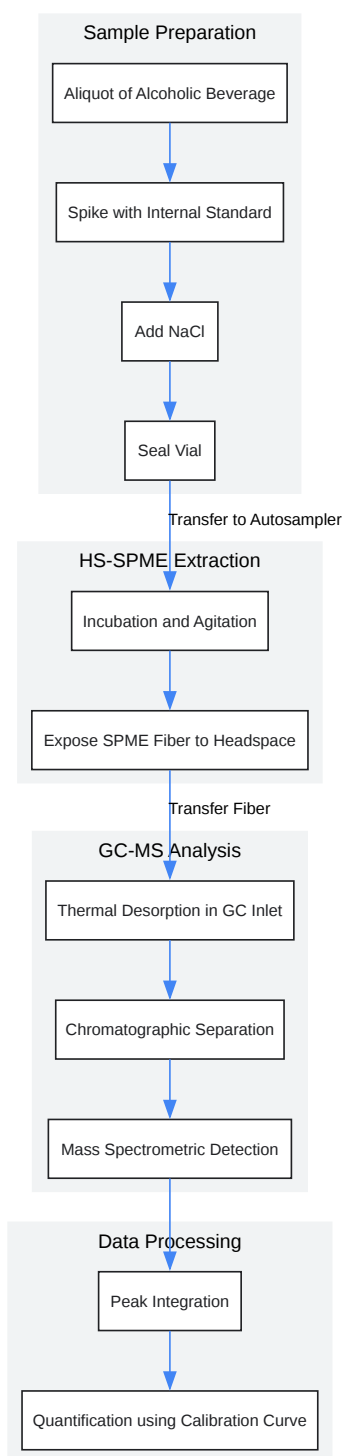 Sample Preparation
Aliquot of Alcoholic Beverage
Spike with Internal Standard
Add NaCl
Seal Vial
Transfer to Autosampler
HS-SPME Extraction
Incubation and Agitation
Expose SPME Fiber to Headspace
Transfer Fiber
GC-MS Analysis
Thermal Desorption in GC Inlet
Chromatographic Separation
Mass Spectrometric Detection
Data Processing
Peak Integration
Quantification using Calibration Curve